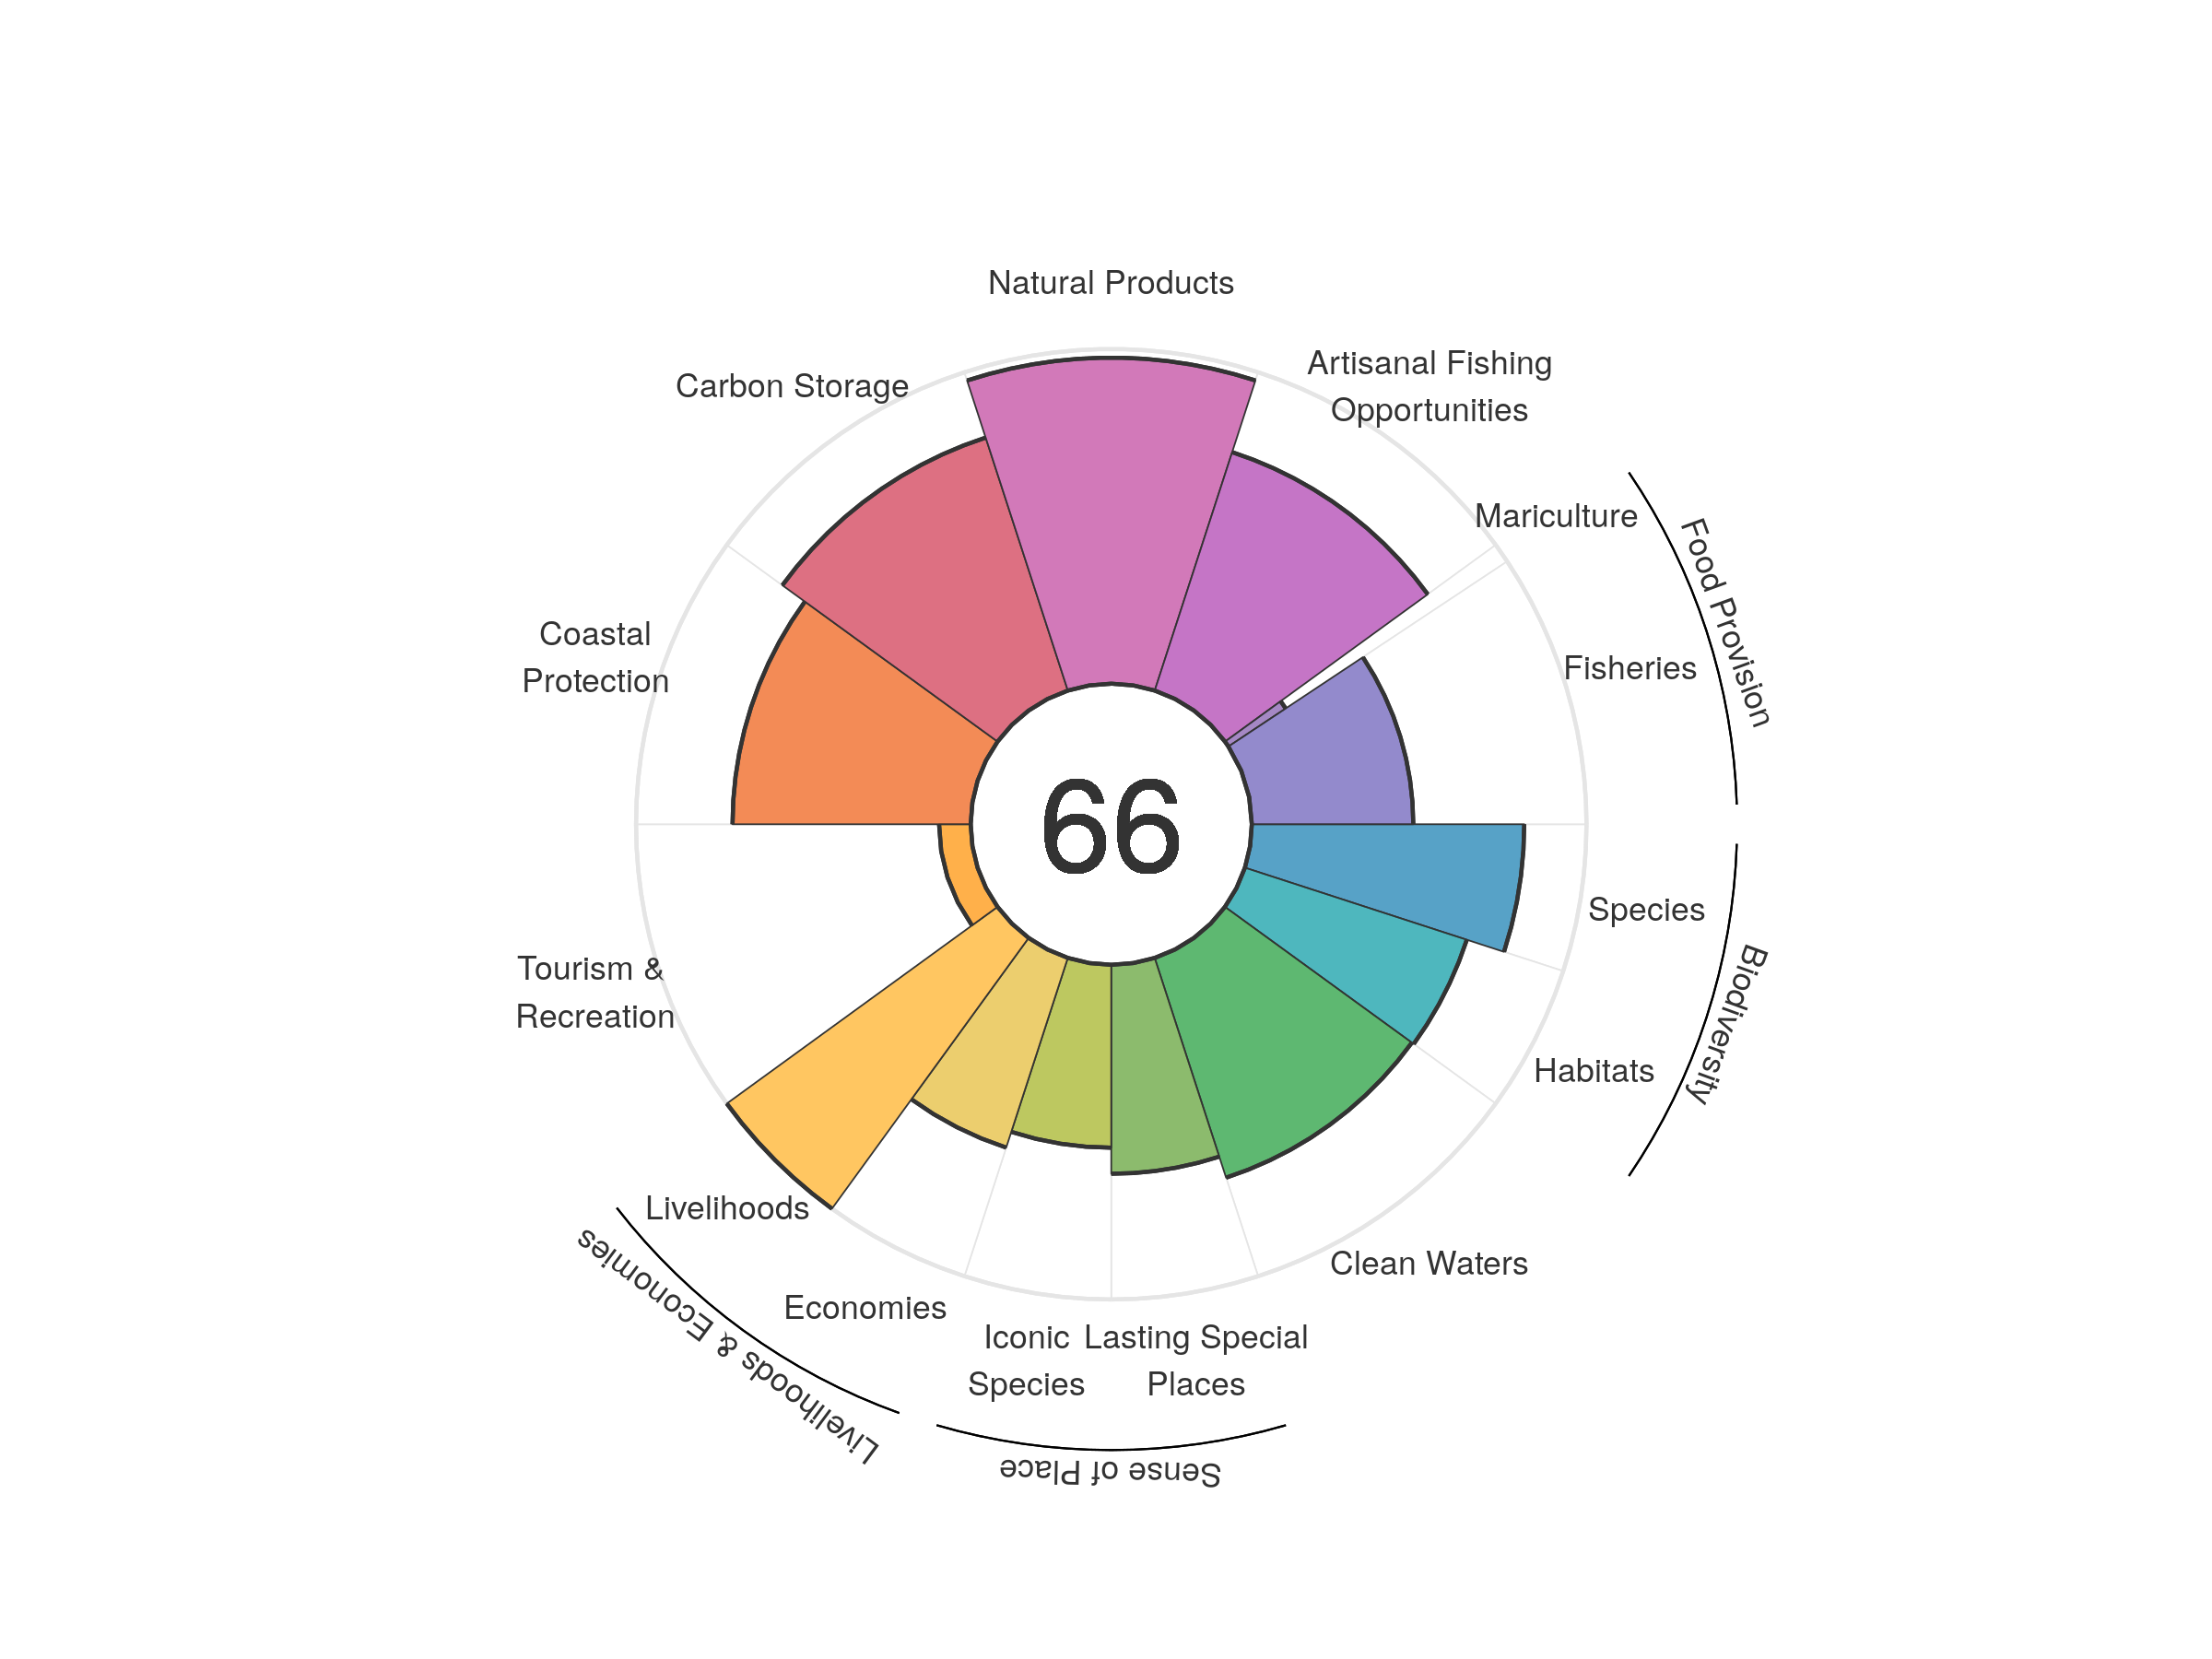 Natural Products
Artisanal Fishing
Opportunities
Carbon Storage
Mariculture
Food Provision
Coastal
Protection
Fisheries
66
Species
Biodiversity
Tourism &
Recreation
Habitats
Livelihoods
Clean Waters
Livelihoods & Economies
Economies
Iconic
Species
Lasting Special
Places
Sense of Place